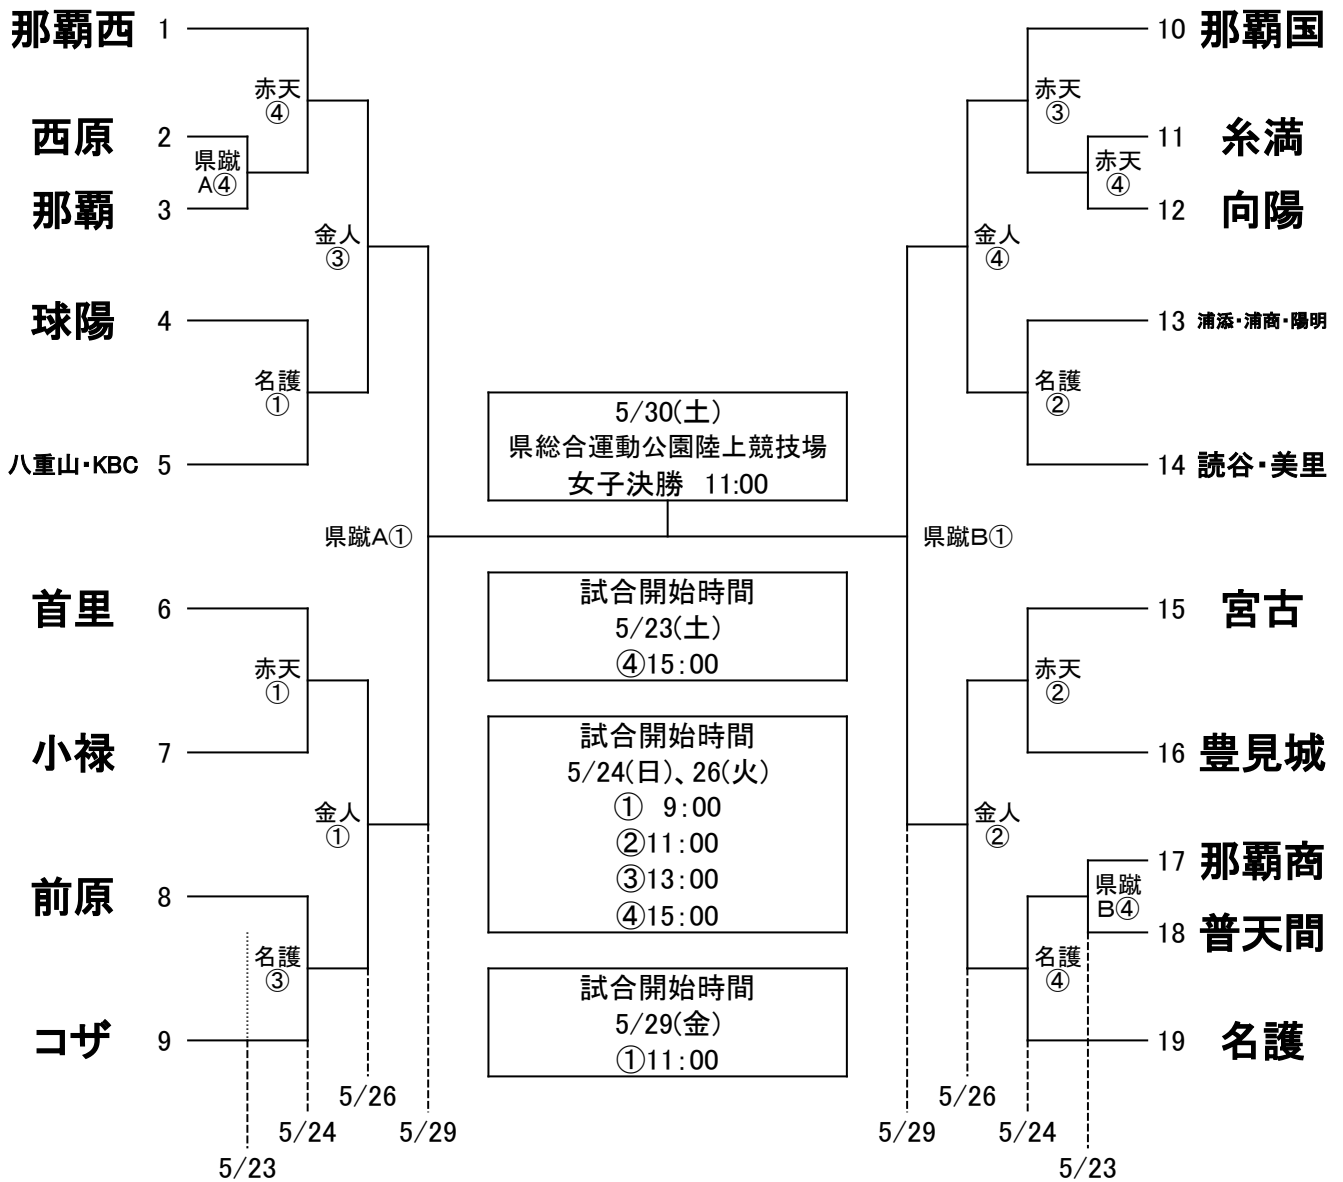 那覇西 1
赤天
④
西原 2
県蹴
A④
那覇 3
金人
③
球陽 4
名護
①
八重山・KBC 5
県蹴A①
首里 6
赤天
①
小禄 7
金人
①
前原 8
名護
③
コザ 9
5/26
5/24
5/29
5/23
5/30(土)
県総合運動公園陸上競技場
女子決勝 11:00
試合開始時間
5/23(土)
④15:00
試合開始時間
5/24(日)、26(火)
① 9:00
②11:00
③13:00
④15:00
試合開始時間
5/29(金)
①11:00
10 那覇国
赤天
③
11 糸満
赤天
④
12 向陽
金人
④
13 浦添・浦商・陽明
名護
②
14 読谷・美里
県蹴B①
15 宮古
赤天
②
16 豊見城
金人
②
17 那覇商
県蹴
B④
18 普天間
名護
④
19 名護
5/26
5/29
5/24
5/23